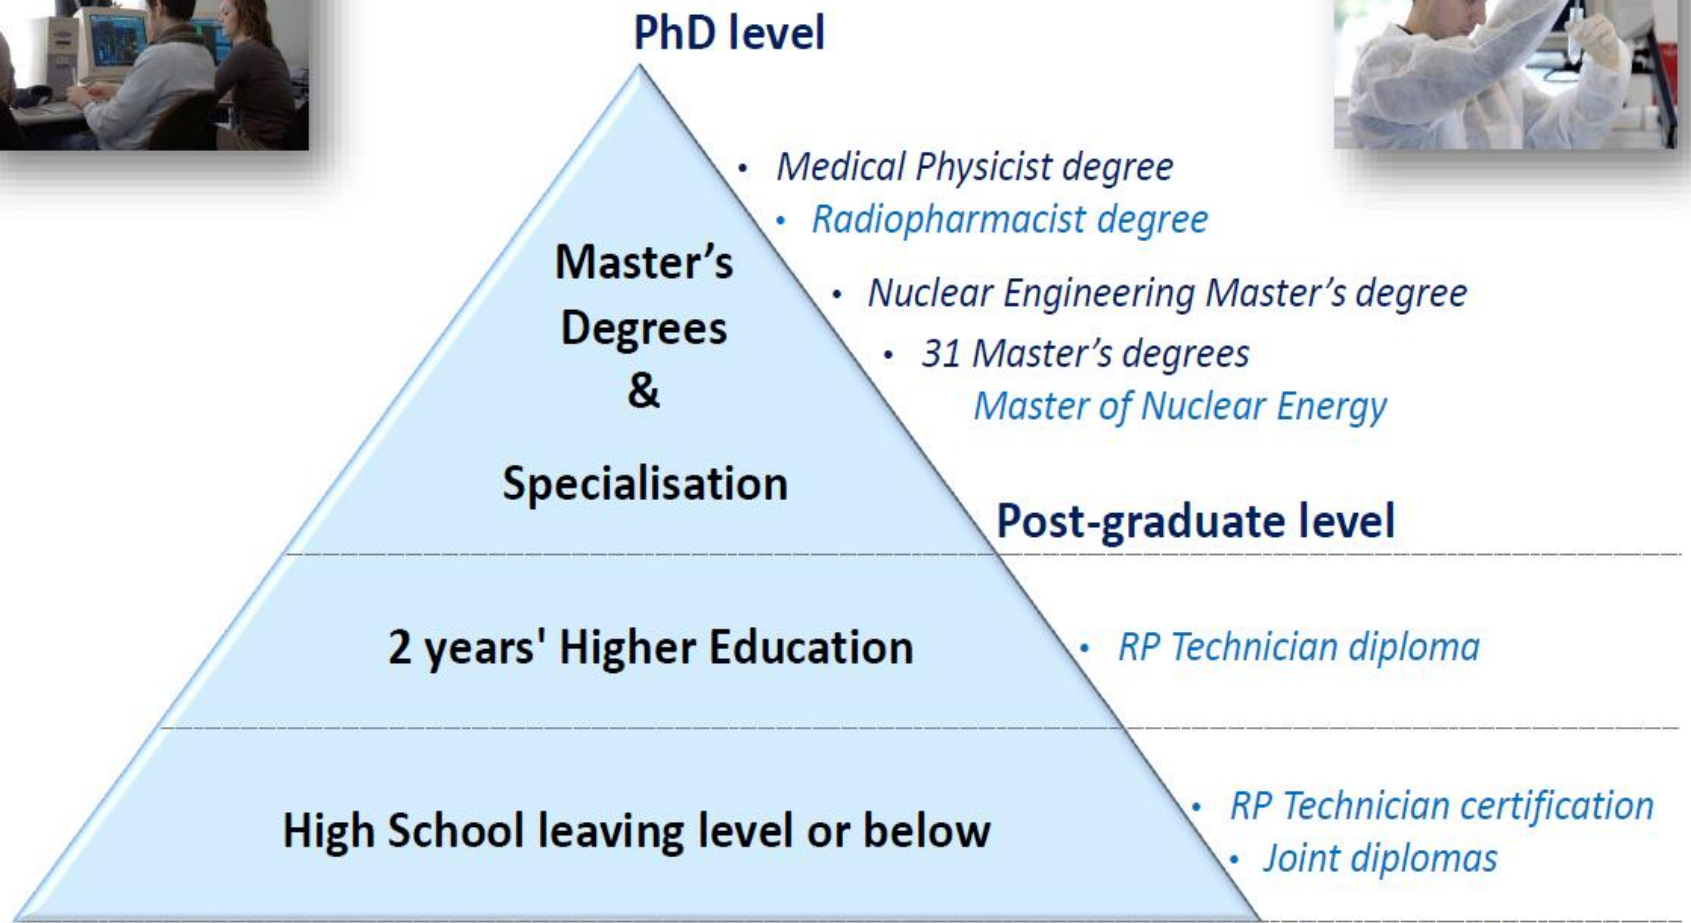 PhD level
• Medical Physicist degree
• Radiopharmacist degree
Master’s
Degrees
&
Specialisation
• Nuclear Engineering Master’s degree
• 31 Master’s degrees
Master of Nuclear Energy
Post-graduate level
2 years' Higher Education
• RP Technician diploma
High School leaving level or below
• RP Technician certification
• Joint diplomas